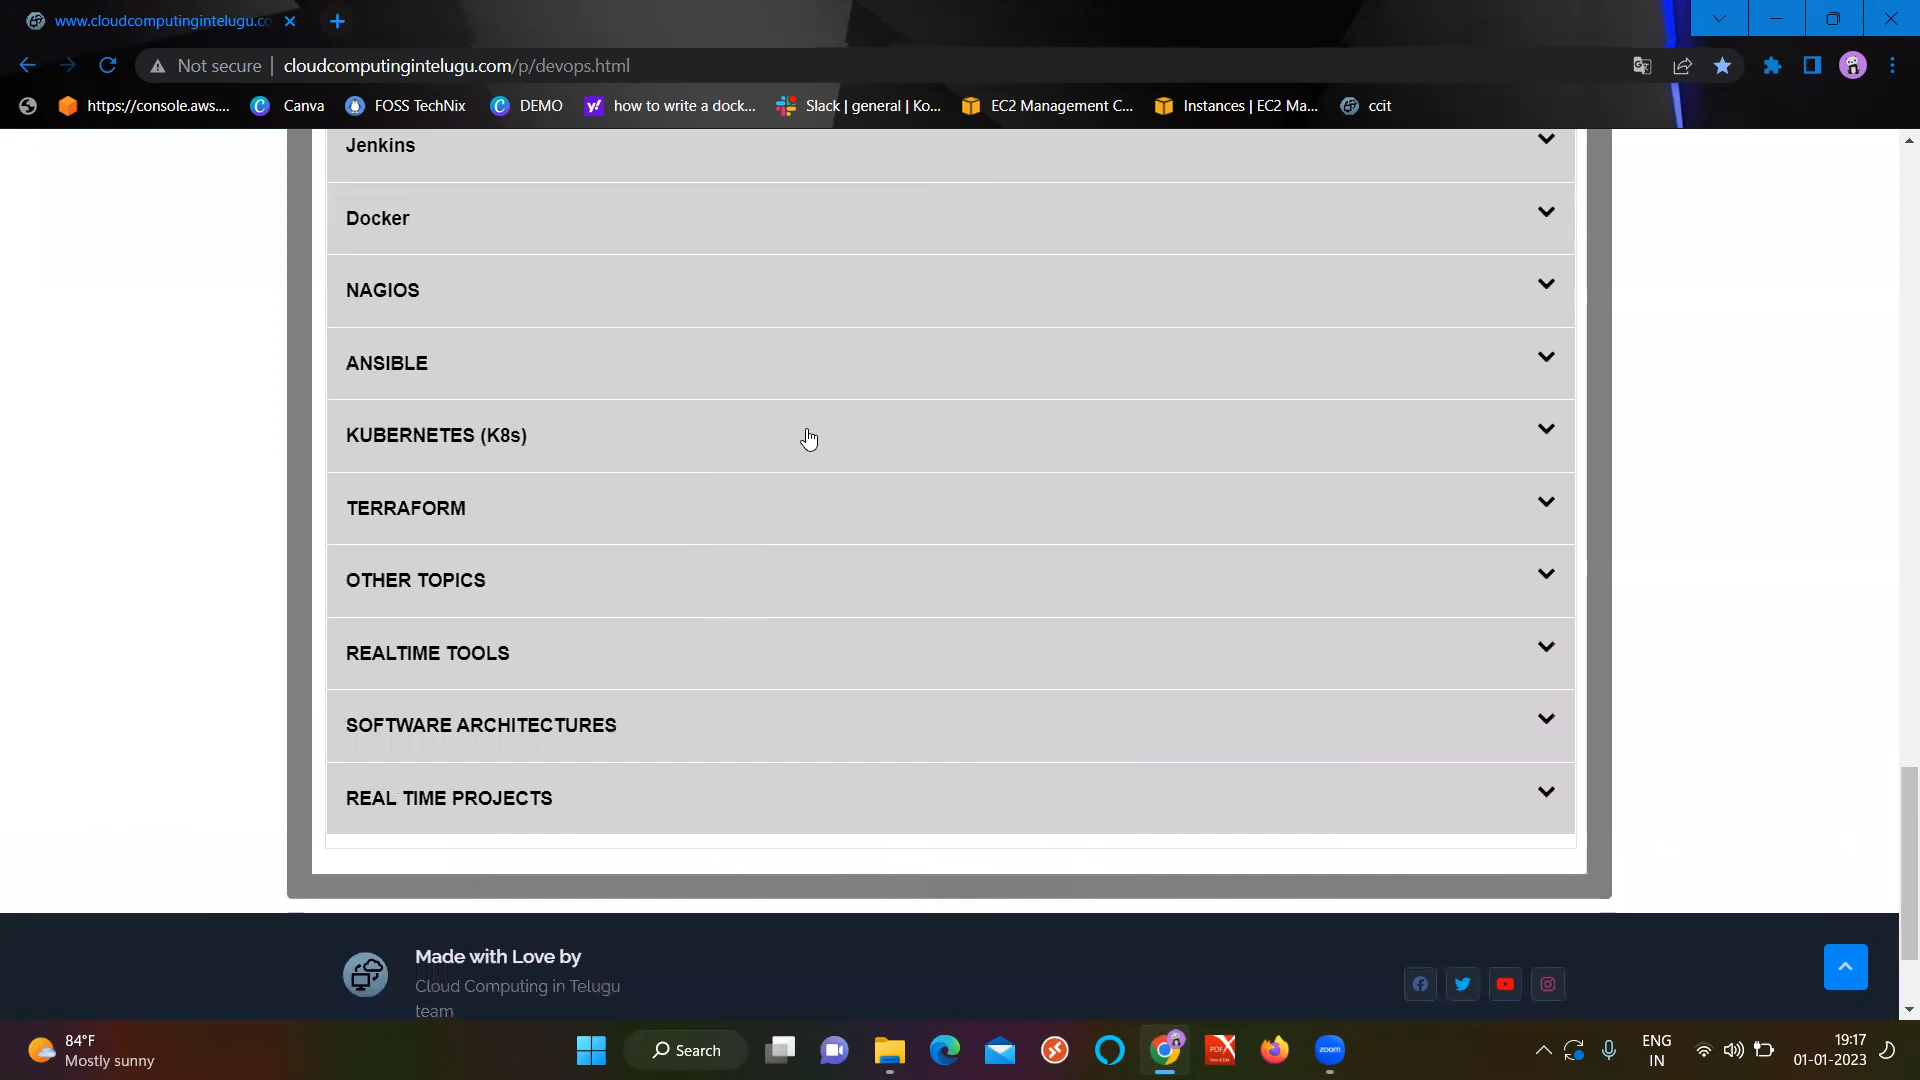 www.cloudcomputingintelugu.co
Not secure
cloudcomputingintelugu.com/p/devops.html
https://console.aws....
Canva
FOSS TechNix
DEMO
how to write a dock...
Slack | general | Ko...
EC2 Management C...
Instances | EC2 Ma...
ccit
Jenkins
Docker
NAGIOS
ANSIBLE
KUBERNETES (K8s)
TERRAFORM
OTHER TOPICS
REALTIME TOOLS
SOFTWARE ARCHITECTURES
REAL TIME PROJECTS
Made with Love by
Cloud Computing in Telugu
team
84°F
Mostly sunny
Search
PDF
zoom
ENG
IN
19:17
01-01-2023